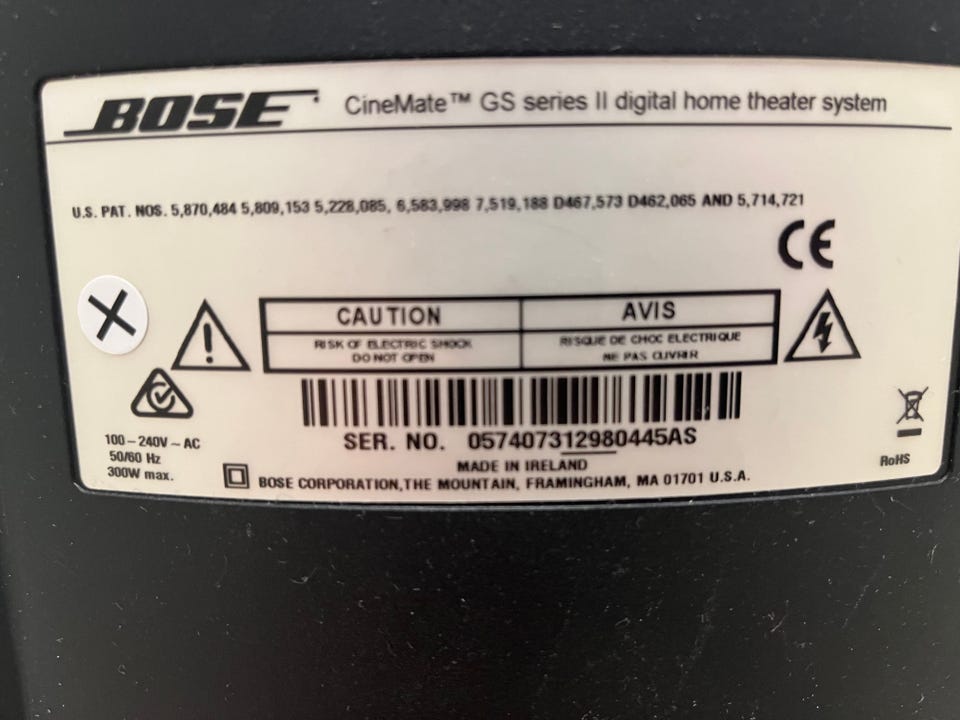 BOSE CineMate™ GS series II digital home theater system
U.S. PAT. NOS. 5,870,484 5,809,153 5,228,085, 6,583,998 7,519,188 D467,573 D462,065 AND 5,714,721
CE
CAUTION
RISK OF ELECTRIC SHOCK
DO NOT OPEN
AVIS
RISQUE DE CHOC ELECTRIQUE
NE PAS OUVRIR
100-240V ~ AC
50/60 Hz
300W max.
SER. NO. 057407312980445AS
MADE IN IRELAND
BOSE CORPORATION, THE MOUNTAIN, FRAMINGHAM, MA 01701 U.S.A.
RoHS